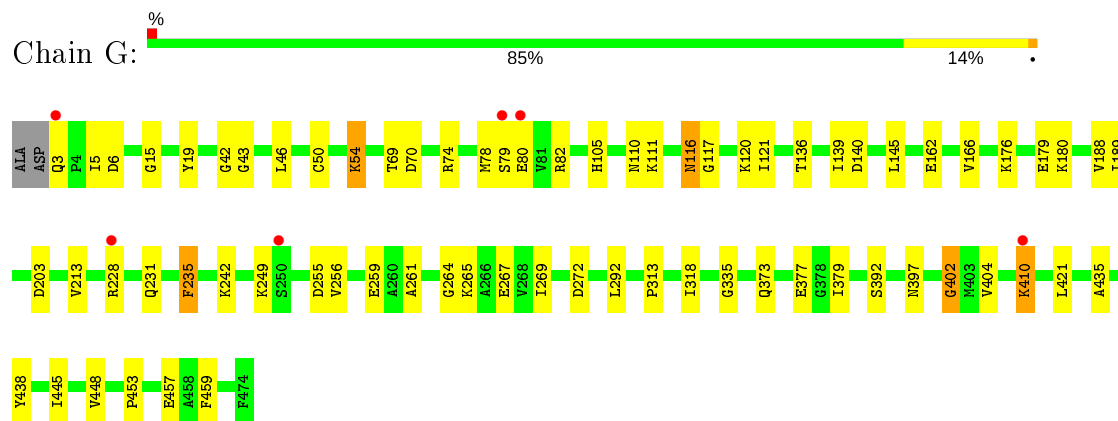 %
Chain G:
85% 14% •
ALA ASP Q3 P4 I5 D6 G15 Y19 G42 G43 L46 C50 K54 T69 D70 R74 M78 S79 E80 V81 R82 H105 N110 K111 N116 G117 K120 I121 T136 I139 D140 L145 E162 V166 K176 E179 K180 V188
D203 V213 R228 Q231 F235 K242 K249 S250 D255 V256 E259 A260 A261 G264 K265 A266 E267 V268 I269 D272 L292 P313 I318 G335 Q373 E377 G378 I379 S392 N397 G402 M403 V404 K410 L421 A435
Y438 I445 V448 P453 E457 A458 F459 F474